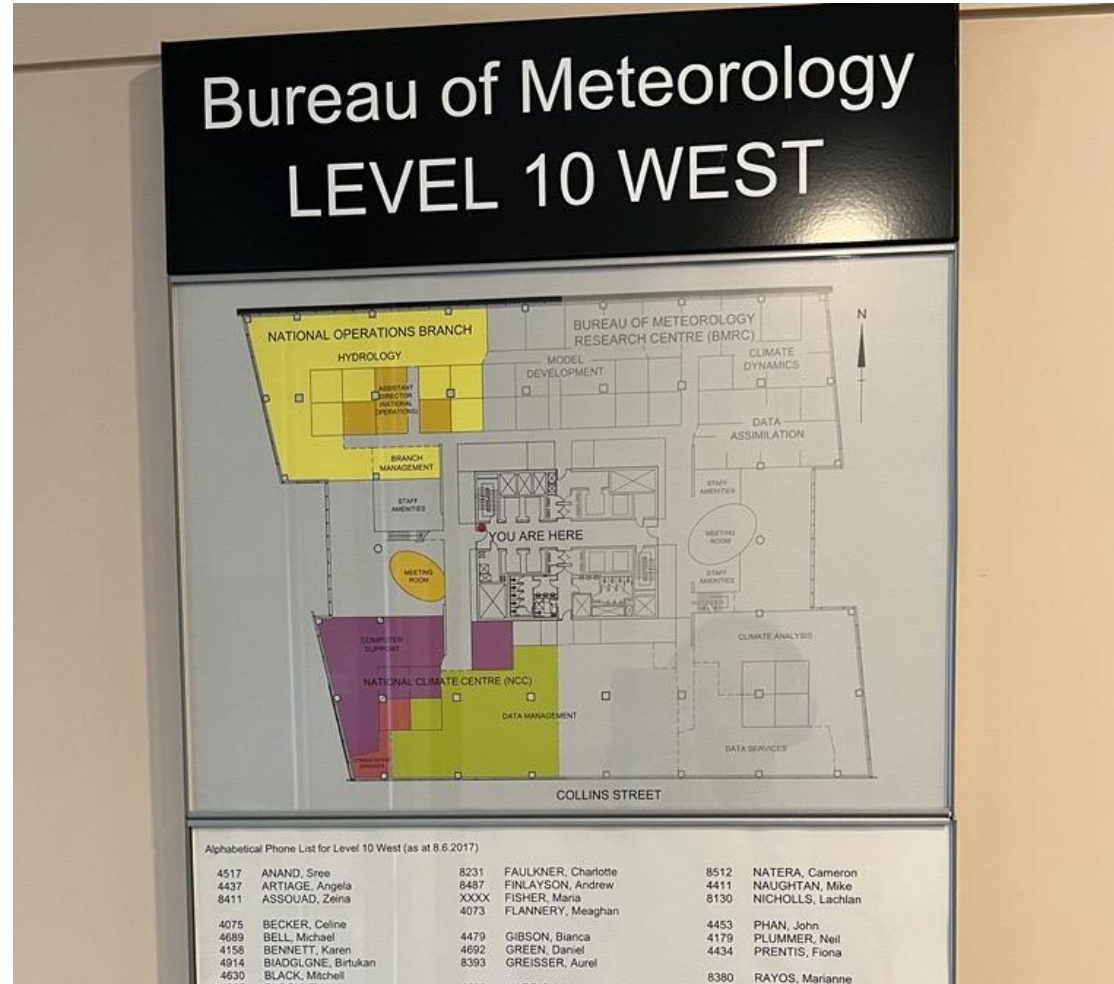 Bureau of Meteorology
LEVEL 10 WEST
NATIONAL OPERATIONS BRANCH
HYDROLOGY
ASSISTANT
DIRECTOR
(NATIONAL
OPERATIONS)
BRANCH
MANAGEMENT
STAFF
AMENITIES
MEETING
ROOM
BUREAU OF METEOROLOGY
RESEARCH CENTRE (BMRC)
MODEL
DEVELOPMENT
CLIMATE
DYNAMICS
DATA
ASSIMILATION
N
STAFF
AMENITIES
MEETING
ROOM
STAFF
AMENITIES
YOU ARE HERE
COMPUTER
SUPPORT
NATIONAL CLIMATE CENTRE (NCC)
DATA MANAGEMENT
CLIMATE ANALYSIS
DATA SERVICES
COLLINS STREET
Alphabetical Phone List for Level 10 West (as at 8.6.2017)
4517 ANAND, Sree
4437 ARTIAGE, Angela
8411 ASSOUAD, Zeina
4075 BECKER, Celine
4689 BELL, Michael
4158 BENNETT, Karen
4914 BIADGLGNE, Birtukan
4630 BLACK, Mitchell
8231 FAULKNER, Charlotte
8487 FINLAYSON, Andrew
XXXX FISHER, Maria
4073 FLANNERY, Meaghan
4479 GIBSON, Bianca
4692 GREEN, Daniel
8393 GREISSER, Aurel
8512 NATERA, Cameron
4411 NAUGHTAN, Mike
8130 NICHOLLS, Lachlan
4453 PHAN, John
4179 PLUMMER, Neil
4434 PRENTIS, Fiona
8380 RAYOS, Marianne